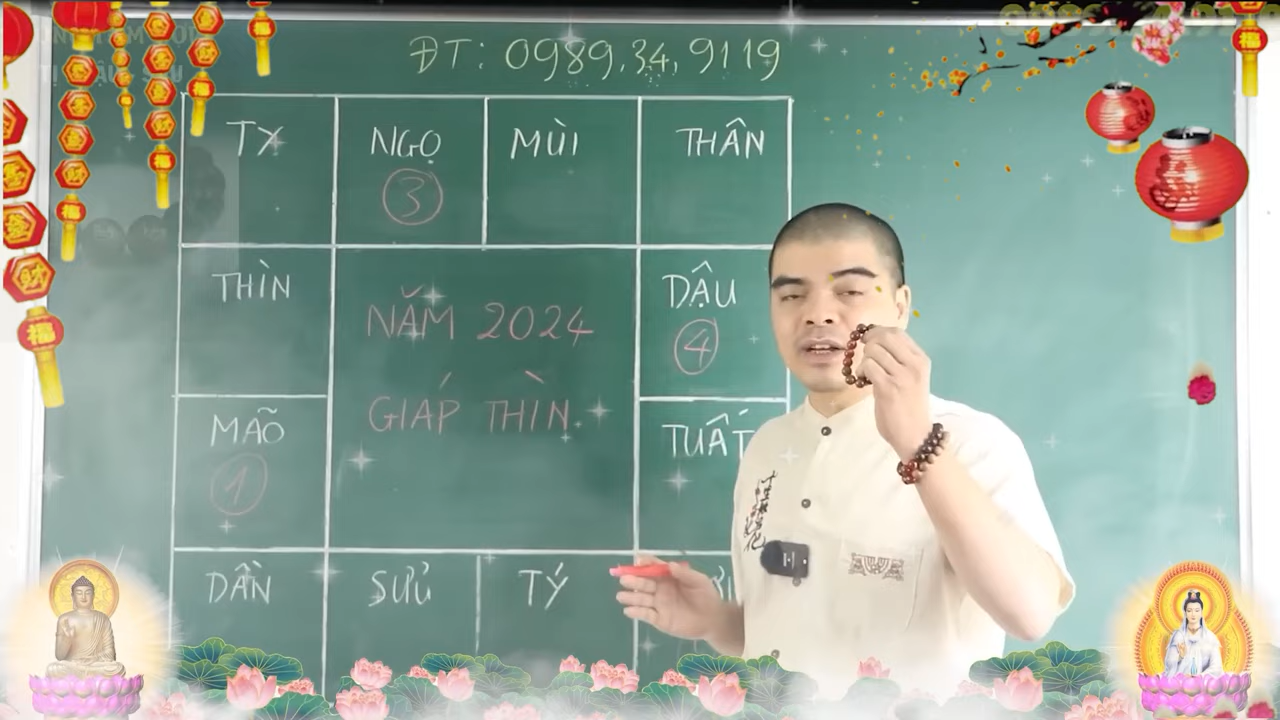 ĐT: 0989.34.9119
TỴ NGỌ MÙI THÂN
3
THÌN DẬU
NĂM 2024
4
GIÁP THÌN
MÃO TUẤT
1
DẦN SỬU TÝ